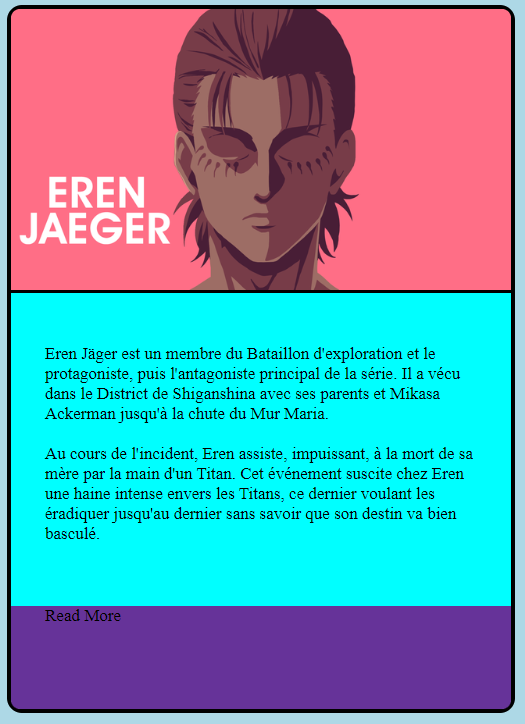 EREN
JAEGER
Eren Jäger est un membre du Bataillon d'exploration et le
protagoniste, puis l'antagoniste principal de la série. Il a vécu
dans le District de Shiganshina avec ses parents et Mikasa
Ackerman jusqu'à la chute du Mur Maria.
Au cours de l'incident, Eren assiste, impuissant, à la mort de sa
mère par la main d'un Titan. Cet événement suscite chez Eren
une haine intense envers les Titans, ce dernier voulant les
éradiquer jusqu'au dernier sans savoir que son destin va bien
basculé.
Read More